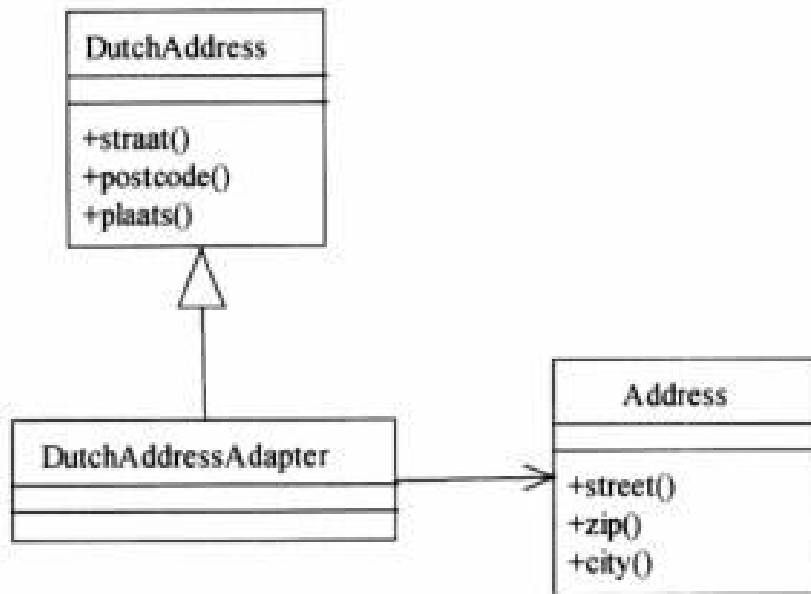 DutchAddress
+straat()
+postcode()
+plaats()
DutchAddressAdapter
Address
+street()
+zip()
+city()